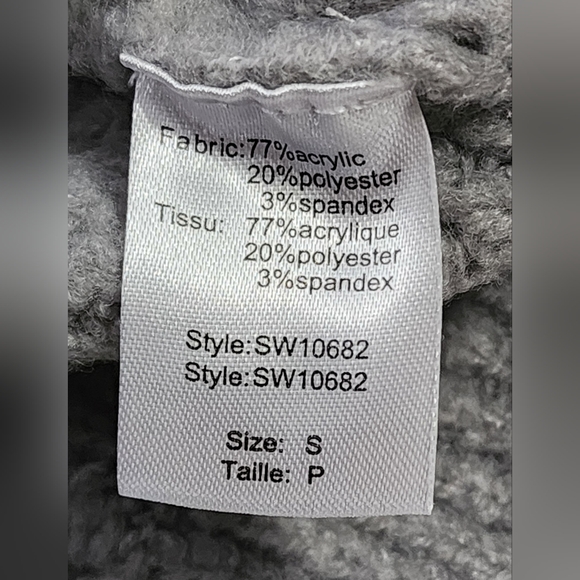 Fabric:77%acrylic
20%polyester
3%spandex
Tissu: 77%acrylique
20%polyester
3%spandex
Style:SW10682
Style:SW10682
Size: S
Taille: P